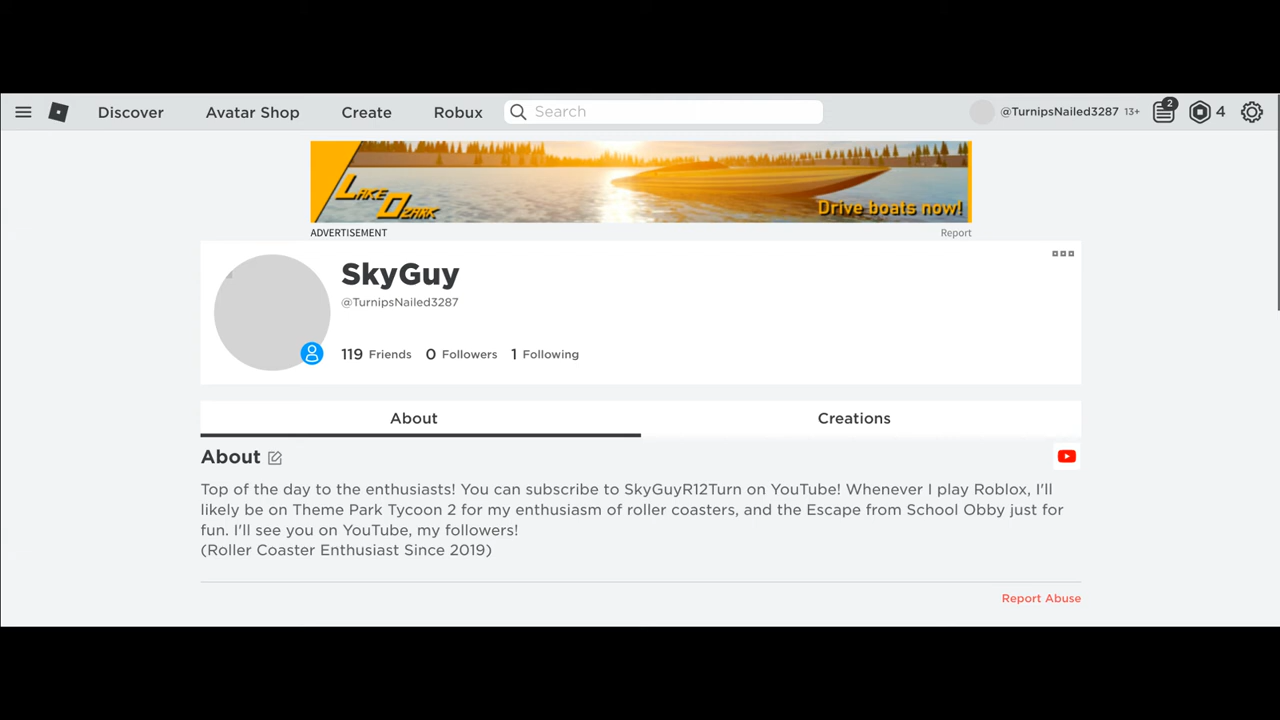 Discover Avatar Shop Create Robux Search @TurnipsNailed3287 13+ 2 4
LAKE OZARK
Drive boats now!
ADVERTISEMENT Report
SkyGuy
@TurnipsNailed3287
119 Friends 0 Followers 1 Following
About Creations
About
Top of the day to the enthusiasts! You can subscribe to SkyGuyR12Turn on YouTube! Whenever I play Roblox, I'll
likely be on Theme Park Tycoon 2 for my enthusiasm of roller coasters, and the Escape from School Obby just for
fun. I'll see you on YouTube, my followers!
(Roller Coaster Enthusiast Since 2019)
Report Abuse